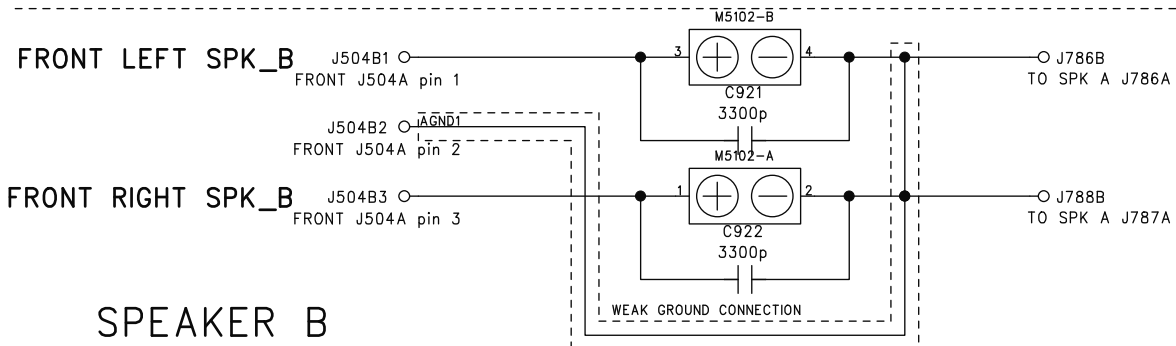 M5102-B
FRONT LEFT SPK_B
J504B1
3
4
J786B
FRONT J504A pin 1
TO SPK A J786A
C921
3300p
J504B2
AGND1
FRONT J504A pin 2
M5102-A
FRONT RIGHT SPK_B
J504B3
1
2
J788B
FRONT J504A pin 3
TO SPK A J787A
C922
3300p
WEAK GROUND CONNECTION
SPEAKER B